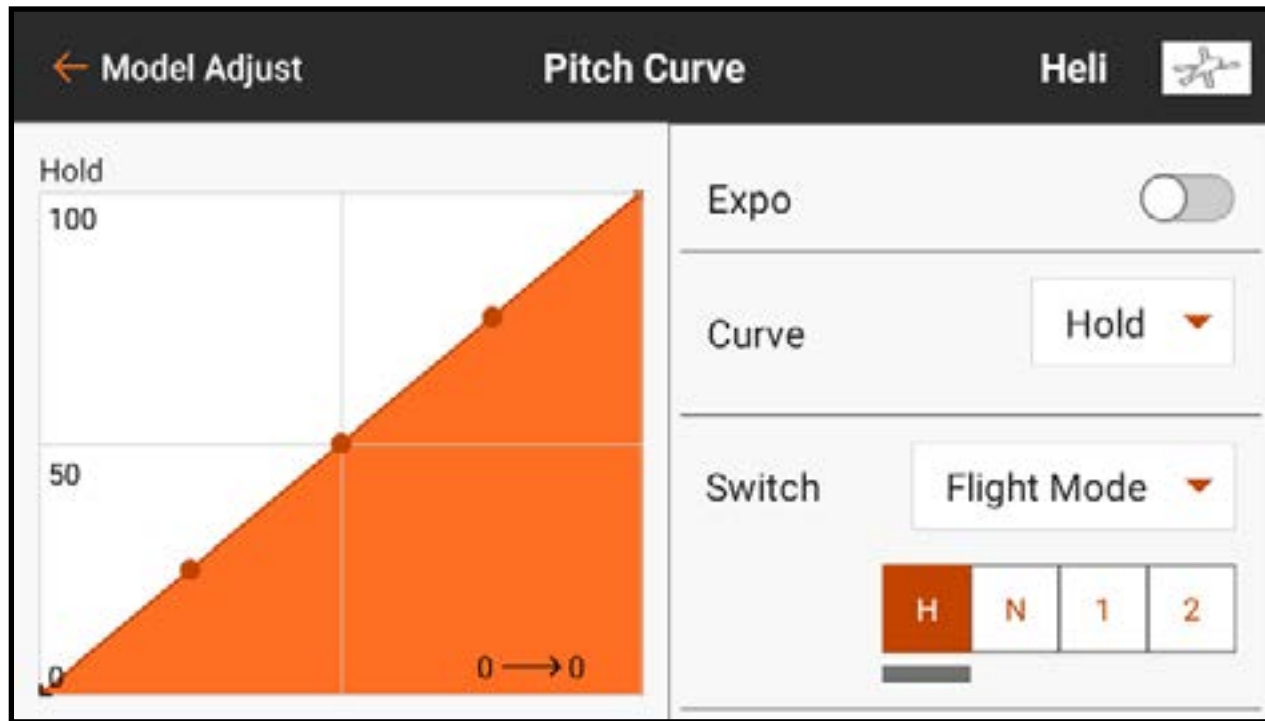 ← Model Adjust
Pitch Curve
Heli
Hold
100
50
0
0 → 0
Expo
Curve
Hold
Switch
Flight Mode
H N 1 2